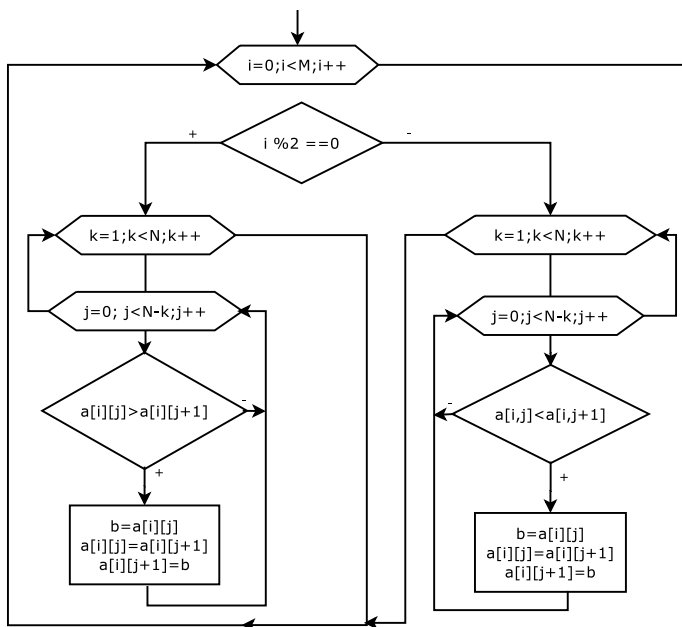 i=0;i<M;i++
i %2 ==0
+
-
k=1;k<N;k++
k=1;k<N;k++
j=0; j<N-k;j++
j=0;j<N-k;j++
a[i][j]>a[i][j+1]
-
a[i,j]<a[i,j+1]
-
+
+
b=a[i][j]
a[i][j]=a[i][j+1]
a[i][j+1]=b
b=a[i][j]
a[i][j]=a[i][j+1]
a[i][j+1]=b